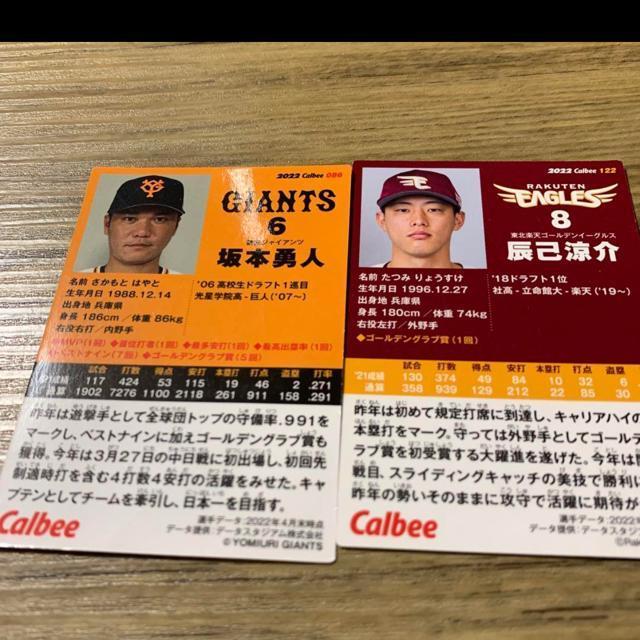 2022 Calbee 086
GIANTS
6
読売ジャイアンツ
坂本勇人
名前 さかもと はやと
生年月日 1988.12.14
出身地 兵庫県
身長 186cm／体重 86kg
右投右打／内野手
'06 高校生ドラフト1巡目
光星学院高 - 巨人('07～)
◆MVP(1回) ◆首位打者(1回) ◆最多安打(1回) ◆最高出塁率(1回)
◆ベストナイン(7回) ◆ゴールデングラブ賞(5回)
試合 打数 得点 安打 本塁打 打点 盗塁 打率
'21成績 117 424 53 115 19 46 2 .271
通算 1902 7276 1100 2118 261 911 158 .291
昨年は遊撃手として全球団トップの守備率.991を
マークし、ベストナインに加えゴールデングラブ賞も
獲得。今年は3月27日の中日戦に初出場し、初回先
制適時打を含む4打数4安打の活躍をみせた。キャ
プテンとしてチームを牽引し、日本一を目指す。
Calbee
選手データ:2022年4月末時点
データ提供:データスタジアム株式会社
©YOMIURI GIANTS
2022 Calbee 122
RAKUTEN
EAGLES
8
東北楽天ゴールデンイーグルス
辰己涼介
名前 たつみ りょうすけ
生年月日 1996.12.27
出身地 兵庫県
身長 180cm／体重 74kg
右投左打／外野手
'18ドラフト1位
社高 - 立命館大 - 楽天('19～)
◆ゴールデングラブ賞(1回)
試合 打数 得点 安打 本塁打 打点 盗塁
'21成績 130 374 49 84 10 32 6
通算 358 939 129 212 22 85 30
昨年は初めて規定打席に到達し、キャリアハイの
本塁打をマーク。守っては外野手としてゴールデ
ラブ賞を初受賞する大躍進を遂げた。今年は開
戦目、スライディングキャッチの美技で勝利に
昨年の勢いそのままに攻守で活躍に期待が
Calbee
選手データ:2022年
データ提供:データスタジアム
©Rak